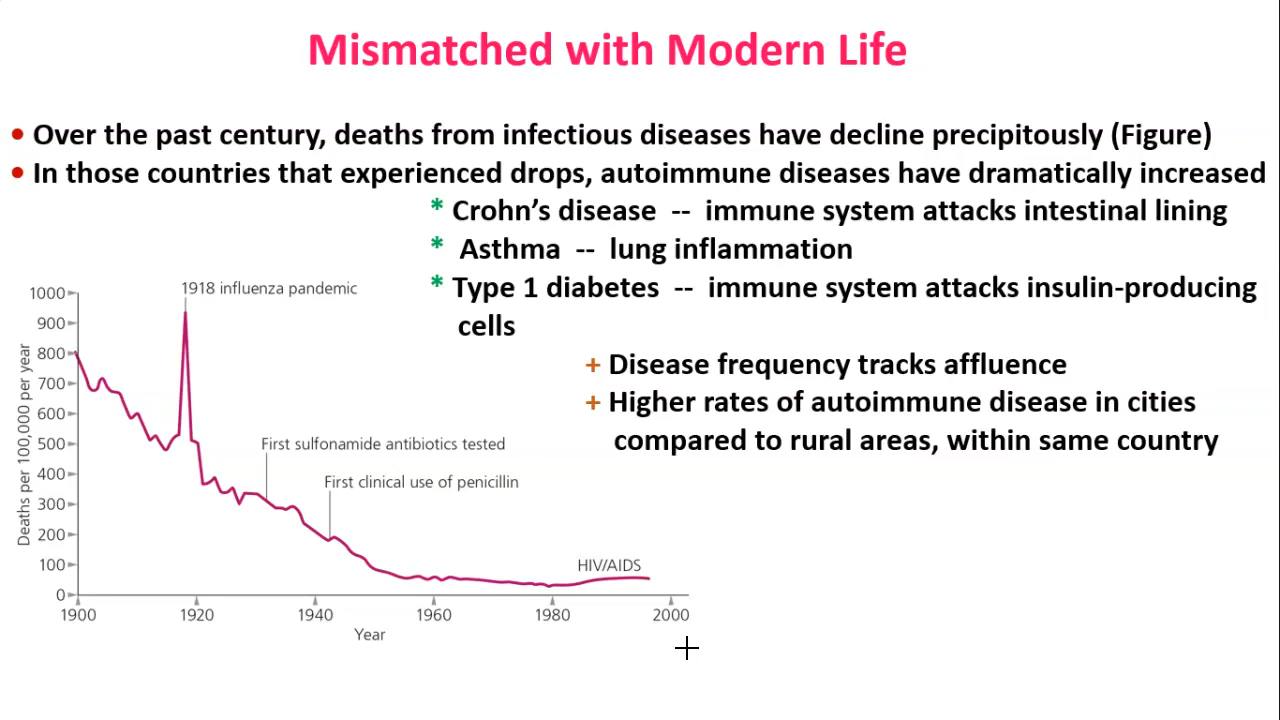 Mismatched with Modern Life
• Over the past century, deaths from infectious diseases have decline precipitously (Figure)
• In those countries that experienced drops, autoimmune diseases have dramatically increased
* Crohn’s disease -- immune system attacks intestinal lining
* Asthma -- lung inflammation
* Type 1 diabetes -- immune system attacks insulin-producing
cells
+ Disease frequency tracks affluence
+ Higher rates of autoimmune disease in cities
compared to rural areas, within same country
1918 influenza pandemic
First sulfonamide antibiotics tested
First clinical use of penicillin
HIV/AIDS
Deaths per 100,000 per year
1000
900
800
700
600
500
400
300
200
100
0
1900 1920 1940 1960 1980 2000
Year